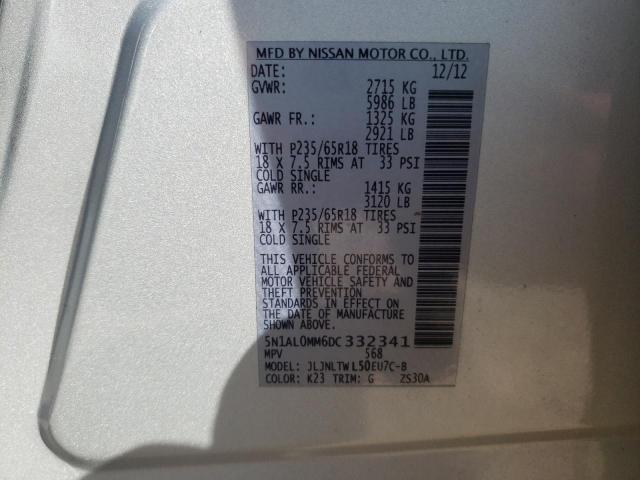 MFD BY NISSAN MOTOR CO., LTD.
DATE: 12/12
GVWR: 2715 KG
5986 LB
GAWR FR.: 1325 KG
2921 LB
WITH P235/65R18 TIRES
18 X 7.5 RIMS AT 33 PSI
COLD SINGLE
GAWR RR.: 1415 KG
3120 LB
WITH P235/65R18 TIRES
18 X 7.5 RIMS AT 33 PSI
COLD SINGLE
THIS VEHICLE CONFORMS TO
ALL APPLICABLE FEDERAL
MOTOR VEHICLE SAFETY AND
THEFT PREVENTION
STANDARDS IN EFFECT ON
THE DATE OF MANUFACTURE
SHOWN ABOVE.
5N1AL0MM6DC332341
MPV 568
MODEL: JLJNLTWL50EU7C-B
COLOR: K23 TRIM: G ZS30A